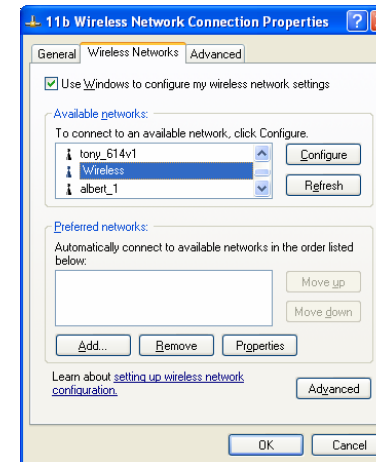 11b Wireless Network Connection Properties
General Wireless Networks Advanced
Use Windows to configure my wireless network settings
Available networks:
To connect to an available network, click Configure.
tony_614v1
Wireless
albert_1
Configure
Refresh
Preferred networks:
Automatically connect to available networks in the order listed
below:
Move up
Move down
Add... Remove Properties
Learn about setting up wireless network
configuration.
Advanced
OK Cancel